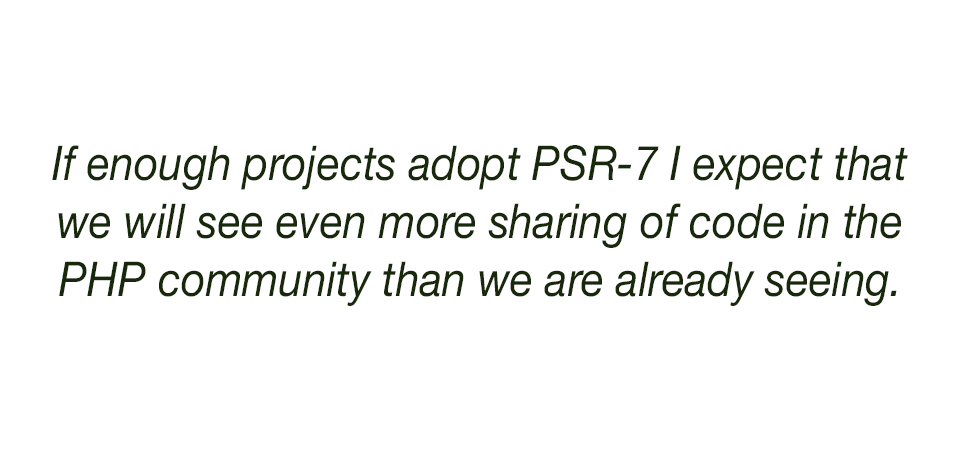 If enough projects adopt PSR-7 I expect that
we will see even more sharing of code in the
PHP community than we are already seeing.